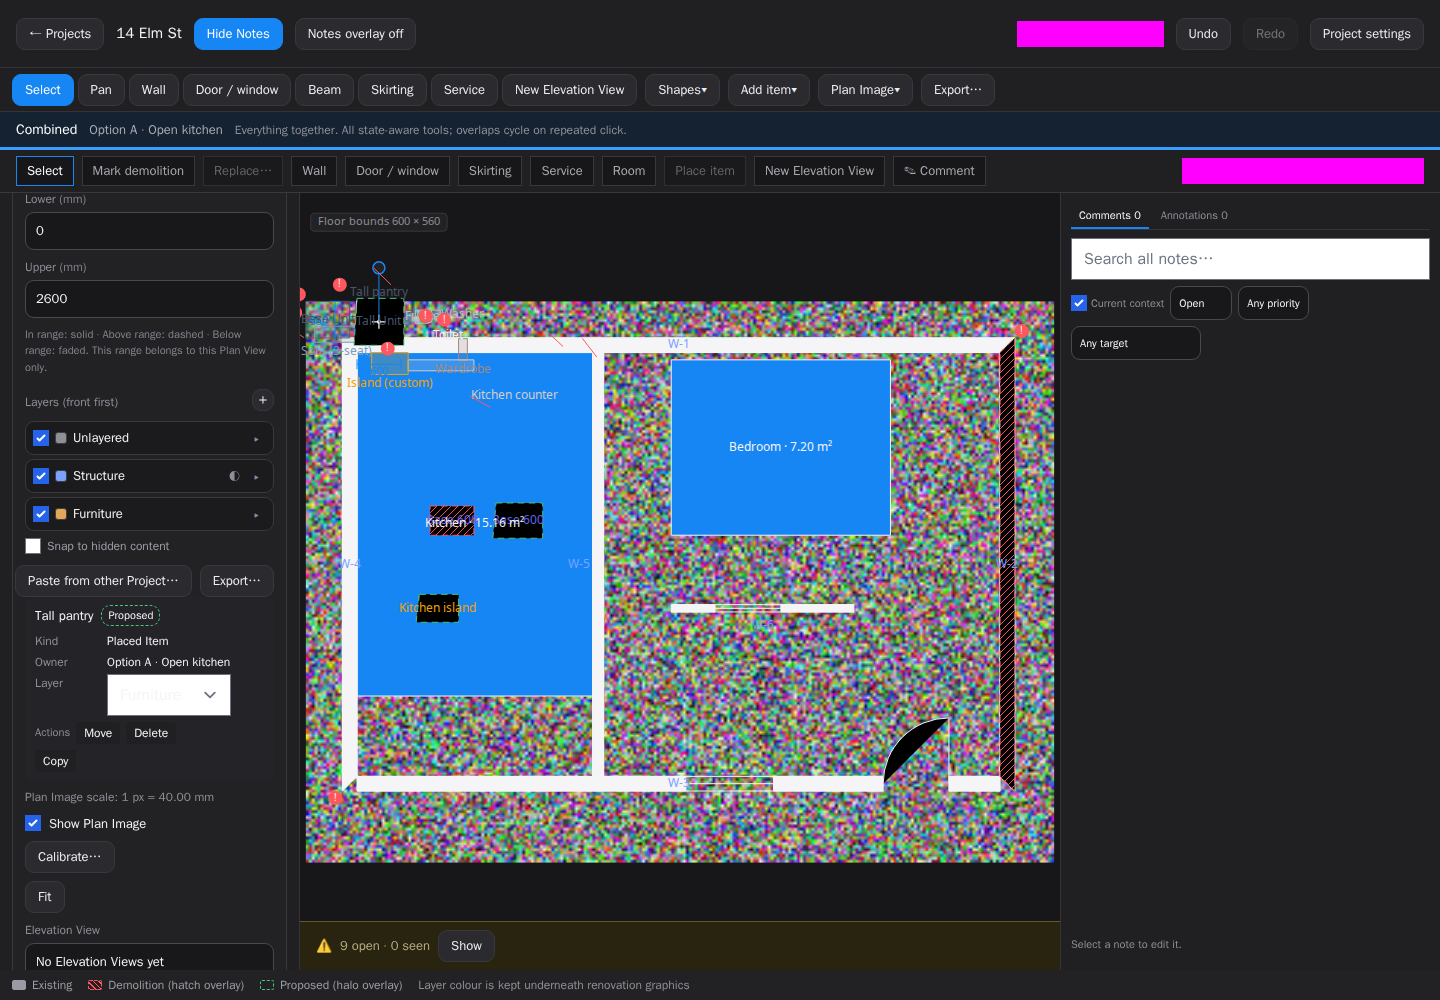 ← Projects
14 Elm St
Hide Notes
Notes overlay off
Undo
Redo
Project settings
Select
Pan
Wall
Door / window
Beam
Skirting
Service
New Elevation View
Shapes▾
Add item▾
Plan Image▾
Export···
Combined
Option A · Open kitchen
Everything together. All state-aware tools; overlaps cycle on repeated click.
Select
Mark demolition
Replace···
Wall
Door / window
Skirting
Service
Room
Place item
New Elevation View
✎ Comment
Lower (mm)
0
Upper (mm)
2600
In range: solid · Above range: dashed · Below
range: faded. This range belongs to this Plan View
only.
Layers (front first)
+
Unlayered
Structure
Furniture
Snap to hidden content
Paste from other Project···
Export···
Tall pantry
Proposed
Kind
Placed Item
Owner
Option A · Open kitchen
Layer
Furniture
Actions
Move
Delete
Copy
Plan Image scale: 1 px = 40.00 mm
Show Plan Image
Calibrate···
Fit
Elevation View
No Elevation Views yet
Floor bounds 600 × 560
Tall pantry
Tall Unit
Toilet
Wardrobe
Island (custom)
Kitchen counter
W-1
Bedroom · 7.20 m²
Kitchen · 15.16 m²
W-4
W-5
W-2
Kitchen island
W-3
⚠ 9 open · 0 seen
Show
Comments 0
Annotations 0
Search all notes···
Current context
Open
Any priority
Any target
Select a note to edit it.
Existing
Demolition (hatch overlay)
Proposed (halo overlay)
Layer colour is kept underneath renovation graphics